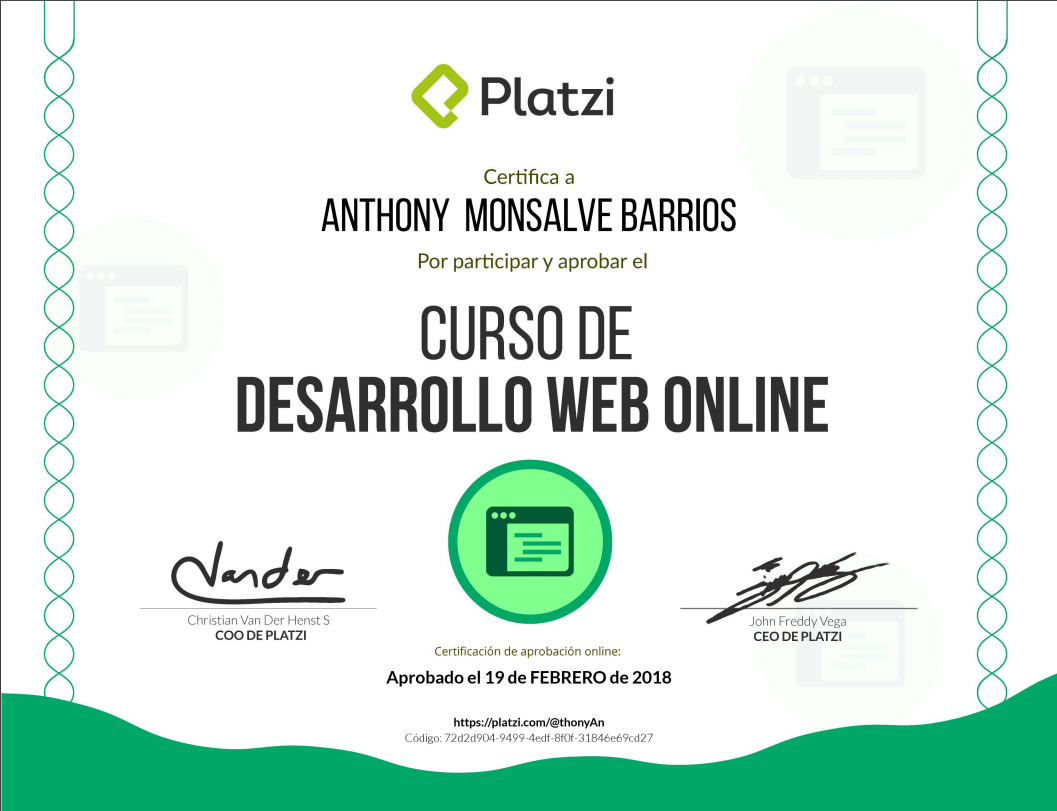 Platzi
Certifica a
ANTHONY MONSALVE BARRIOS
Por participar y aprobar el
CURSO DE
DESARROLLO WEB ONLINE
Vander
Christian Van Der Henst S
COO DE PLATZI
John Freddy Vega
CEO DE PLATZI
Certificación de aprobación online:
Aprobado el 19 de FEBRERO de 2018
https://platzi.com/@thonyAn
Código: 72d2d904-9499-4edf-8f0f-31846e69cd27